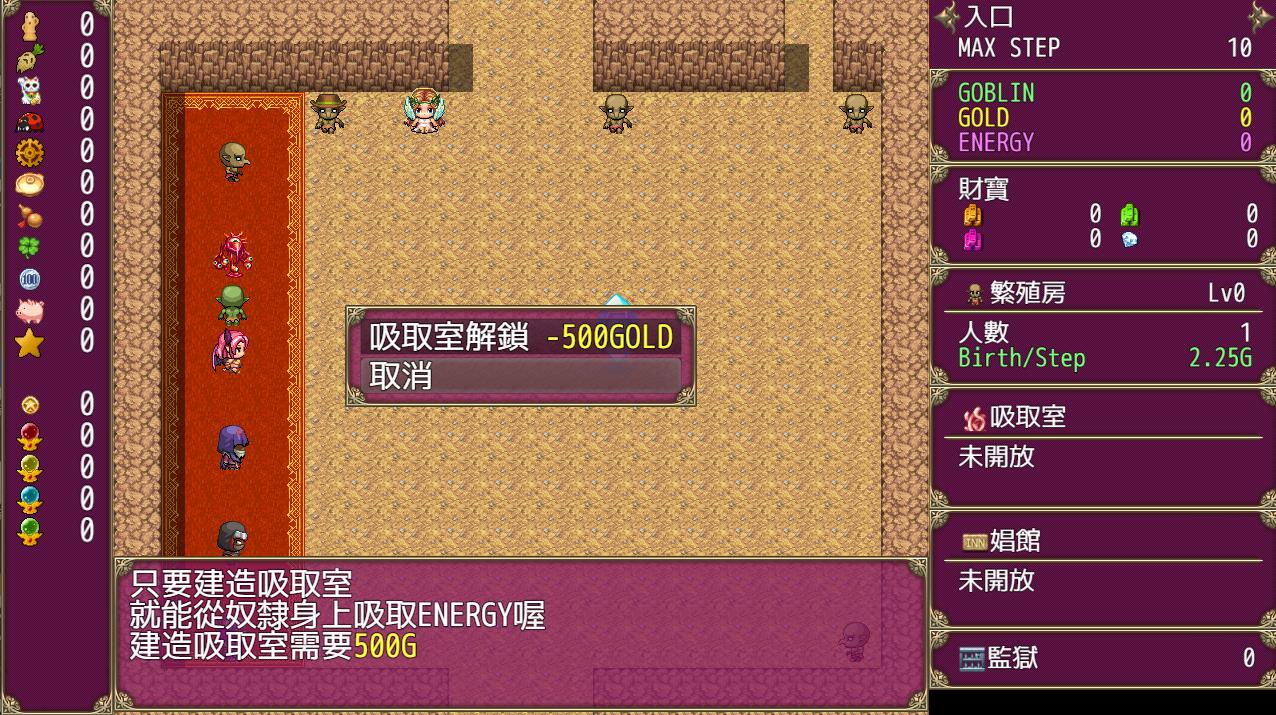 0
0
0
0
0
0
0
0
100 0
0
0
0
0
0
0
0
吸取室解鎖 -500GOLD
取消
只要建造吸取室
就能從奴隸身上吸取ENERGY喔
建造吸取室需要500G
入口
MAX STEP 10
GOBLIN 0
GOLD 0
ENERGY 0
財寶
0 0
0 0
繁殖房 Lv0
人數 1
Birth/Step 2.25G
吸取室
未開放
INN 娼館
未開放
監獄 0